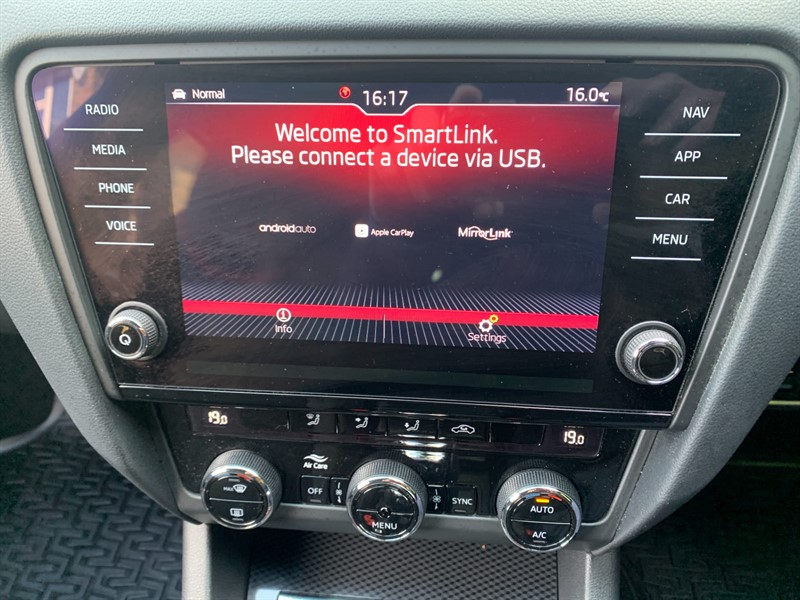 Normal
16:17
16.0°C
RADIO
MEDIA
PHONE
VOICE
NAV
APP
CAR
MENU
Welcome to SmartLink.
Please connect a device via USB.
androidauto
Apple CarPlay
MirrorLink
Info
Settings
19.0
19.0
Air Care
MAX
OFF
MENU
SYNC
AUTO
A/C